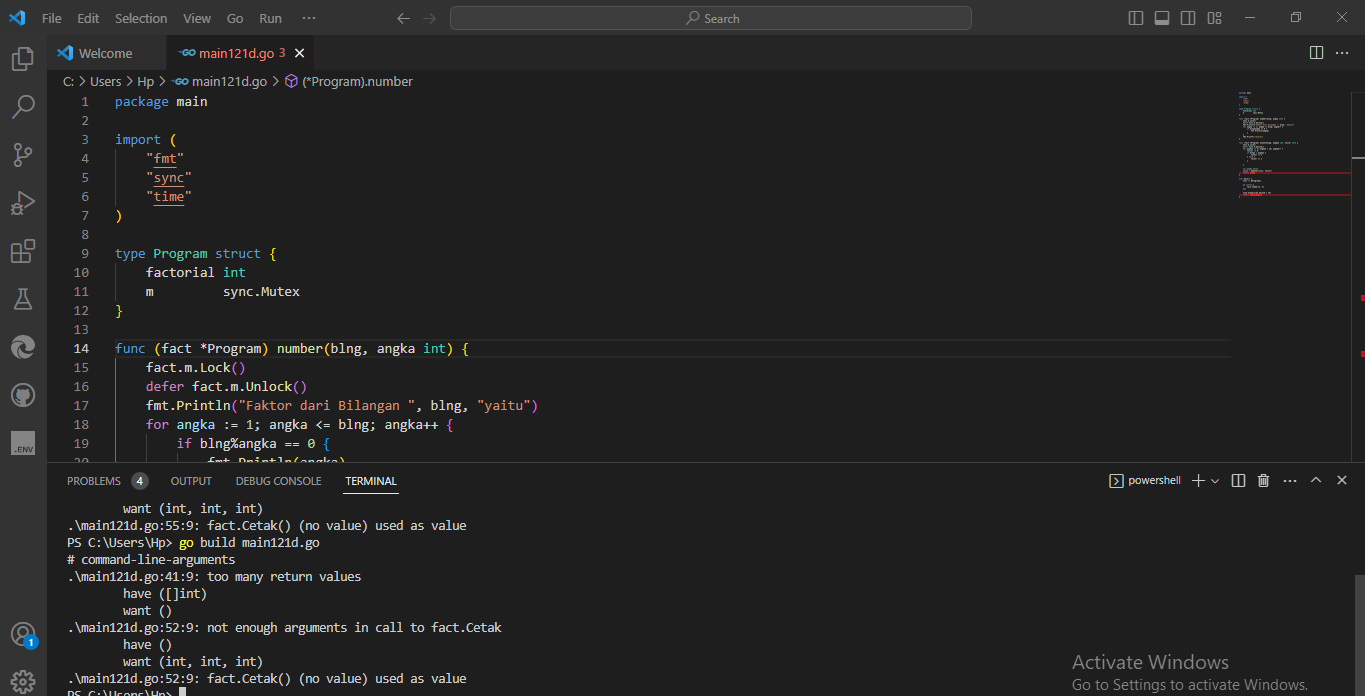 File Edit Selection View Go Run ··· Search
Welcome main121d.go 3
C: > Users > Hp > main121d.go > (*Program).number
1 package main
2
3 import (
4 "fmt"
5 "sync"
6 "time"
7 )
8
9 type Program struct {
10 factorial int
11 m sync.Mutex
12 }
13
14 func (fact *Program) number(blng, angka int) {
15 fact.m.Lock()
16 defer fact.m.Unlock()
17 fmt.Println("Faktor dari Bilangan ", blng, "yaitu")
18 for angka := 1; angka <= blng; angka++ {
19 if blng%angka == 0 {
20 fmt.Println(angka)
.ENV
PROBLEMS 4 OUTPUT DEBUG CONSOLE TERMINAL powershell
want (int, int, int)
.\main121d.go:55:9: fact.Cetak() (no value) used as value
PS C:\Users\Hp> go build main121d.go
# command-line-arguments
.\main121d.go:41:9: too many return values
have ([]int)
want ()
.\main121d.go:52:9: not enough arguments in call to fact.Cetak
have ()
want (int, int, int)
.\main121d.go:52:9: fact.Cetak() (no value) used as value
PS C:\Users\Hp>
1
Activate Windows
Go to Settings to activate Windows.